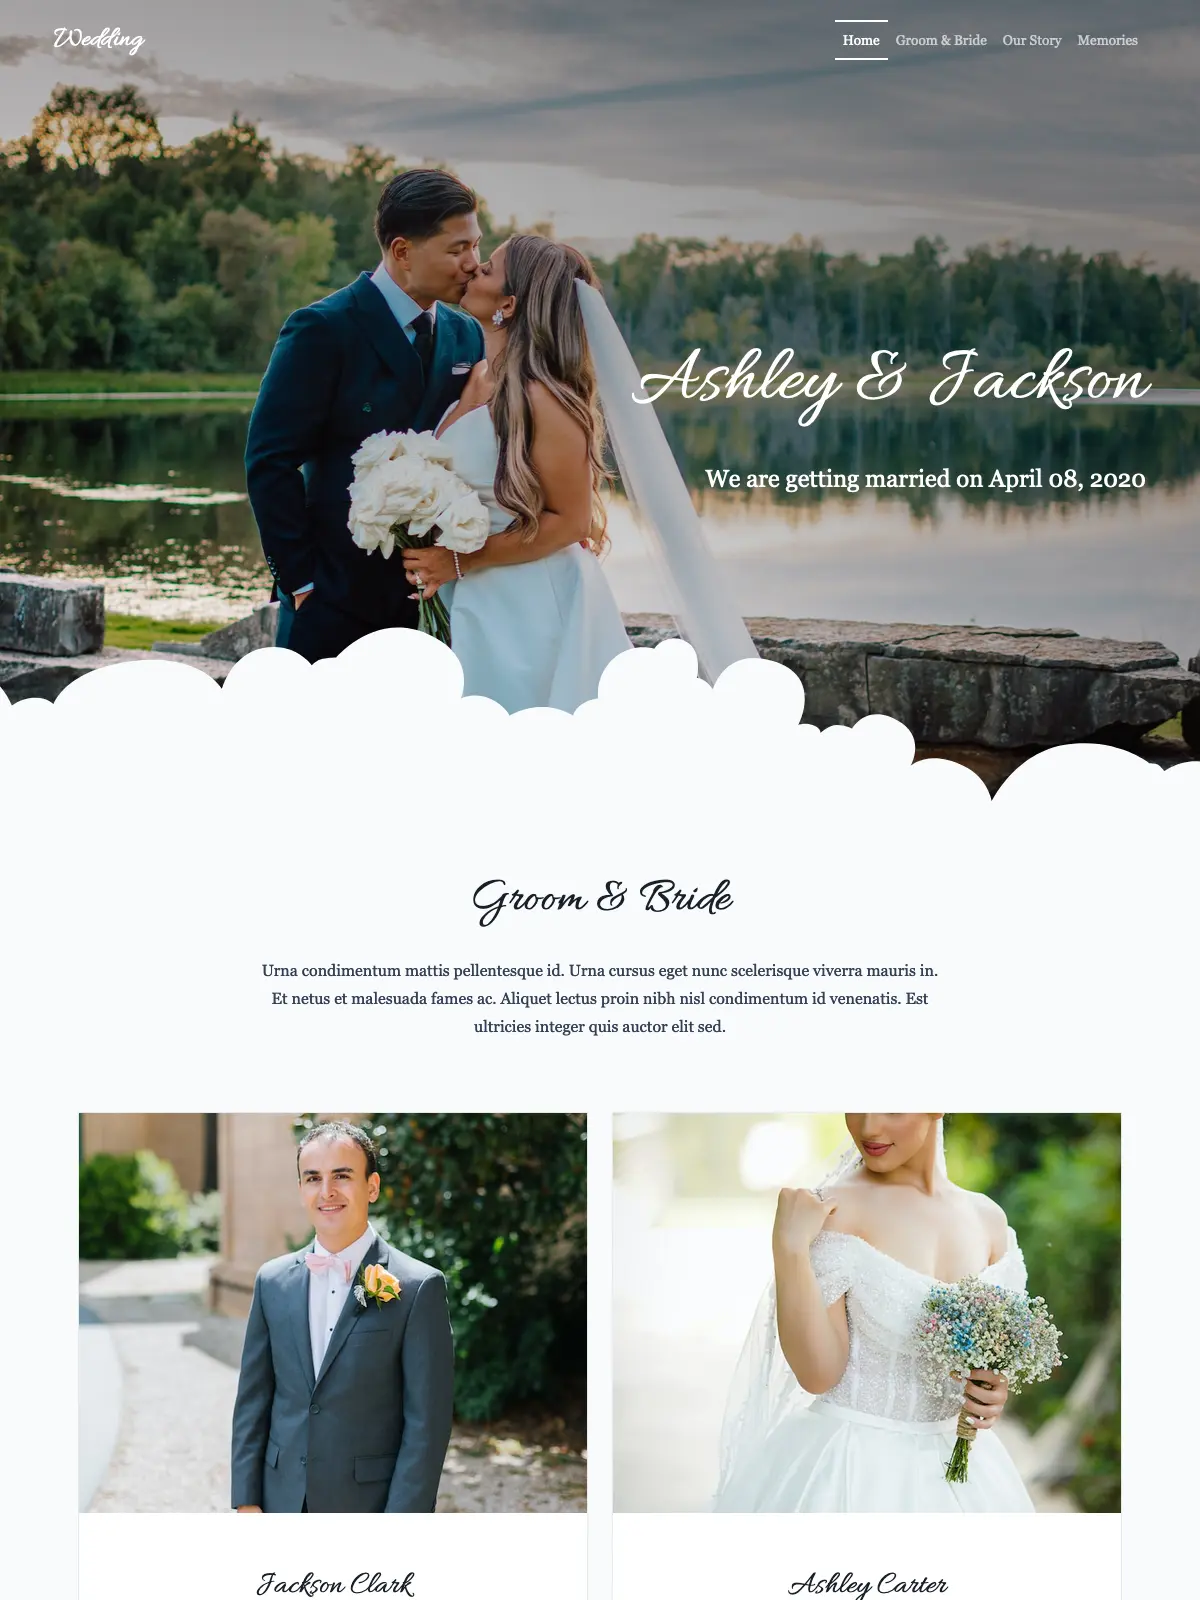 Wedding
Home Groom & Bride Our Story Memories
Ashley & Jackson
We are getting married on April 08, 2020
Groom & Bride
Urna condimentum mattis pellentesque id. Urna cursus eget nunc scelerisque viverra mauris in.
Et netus et malesuada fames ac. Aliquet lectus proin nibh nisl condimentum id venenatis. Est
ultricies integer quis auctor elit sed.
Jackson Clark
Ashley Carter